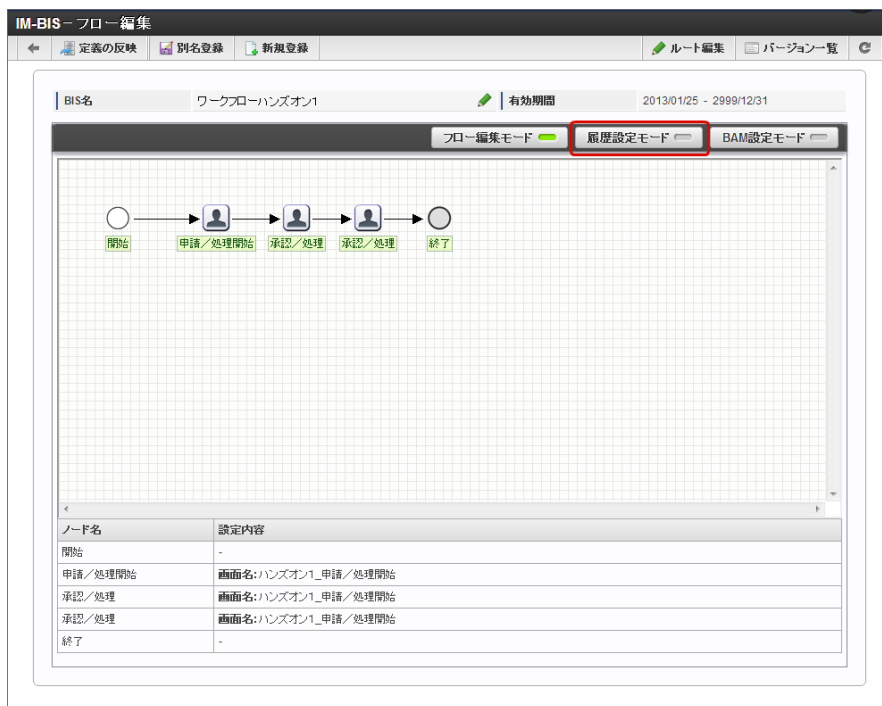 IM-BIS－フロー編集
定義の反映 別名登録 新規登録 ルート編集 バージョン一覧
BIS名 ワークフローハンズオン1 有効期間 2013/01/25 - 2999/12/31
フロー編集モード 履歴設定モード BAM設定モード
開始 申請／処理開始 承認／処理 承認／処理 終了
ノード名 設定内容
開始 -
申請／処理開始 画面名:ハンズオン1_申請／処理開始
承認／処理 画面名:ハンズオン1_申請／処理開始
承認／処理 画面名:ハンズオン1_申請／処理開始
終了 -